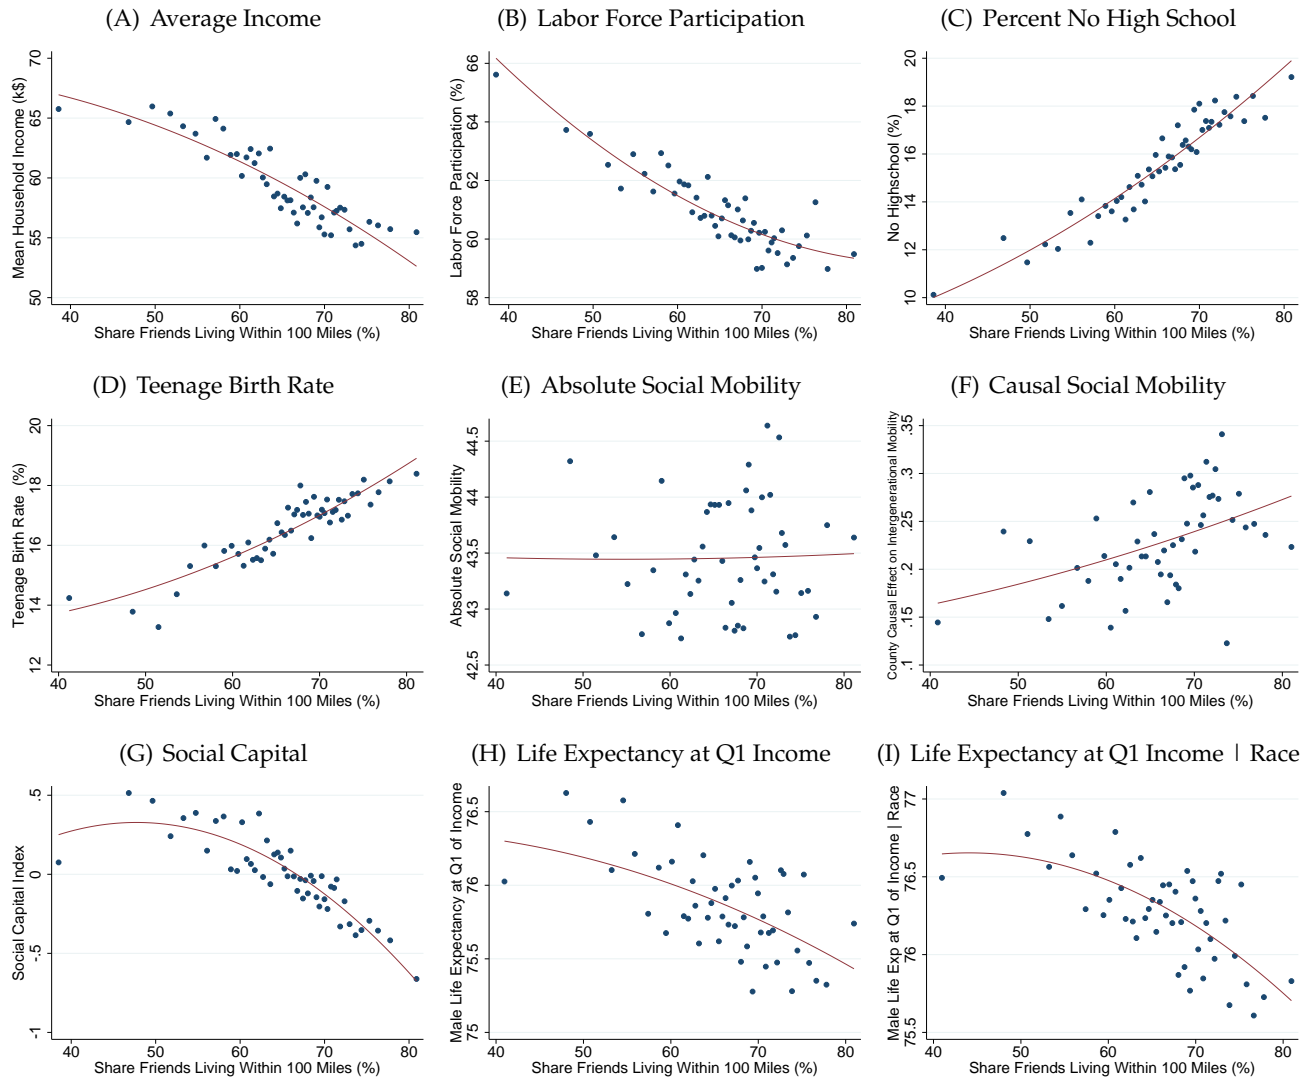 (A) Average Income
(B) Labor Force Participation
(C) Percent No High School
Mean Household Income (k$)
50 55 60 65 70
40 50 60 70 80
Share Friends Living Within 100 Miles (%)
Labor Force Participation (%)
58 60 62 64 66
40 50 60 70 80
Share Friends Living Within 100 Miles (%)
No Highschool (%)
10 12 14 16 18 20
40 50 60 70 80
Share Friends Living Within 100 Miles (%)
(D) Teenage Birth Rate
(E) Absolute Social Mobility
(F) Causal Social Mobility
Teenage Birth Rate (%)
12 14 16 18 20
40 50 60 70 80
Share Friends Living Within 100 Miles (%)
Absolute Social Mobility
42.5 43 43.5 44 44.5
40 50 60 70 80
Share Friends Living Within 100 Miles (%)
County Causal Effect on Intergenerational Mobility
.1 .15 .2 .25 .3 .35
40 50 60 70 80
Share Friends Living Within 100 Miles (%)
(G) Social Capital
(H) Life Expectancy at Q1 Income
(I) Life Expectancy at Q1 Income | Race
Social Capital Index
-1 -.5 0 .5
40 50 60 70 80
Share Friends Living Within 100 Miles (%)
Male Life Expectancy at Q1 of Income
75 75.5 76 76.5
40 50 60 70 80
Share Friends Living Within 100 Miles (%)
Male Life Exp at Q1 of Income | Race
75.5 76 76.5 77
40 50 60 70 80
Share Friends Living Within 100 Miles (%)